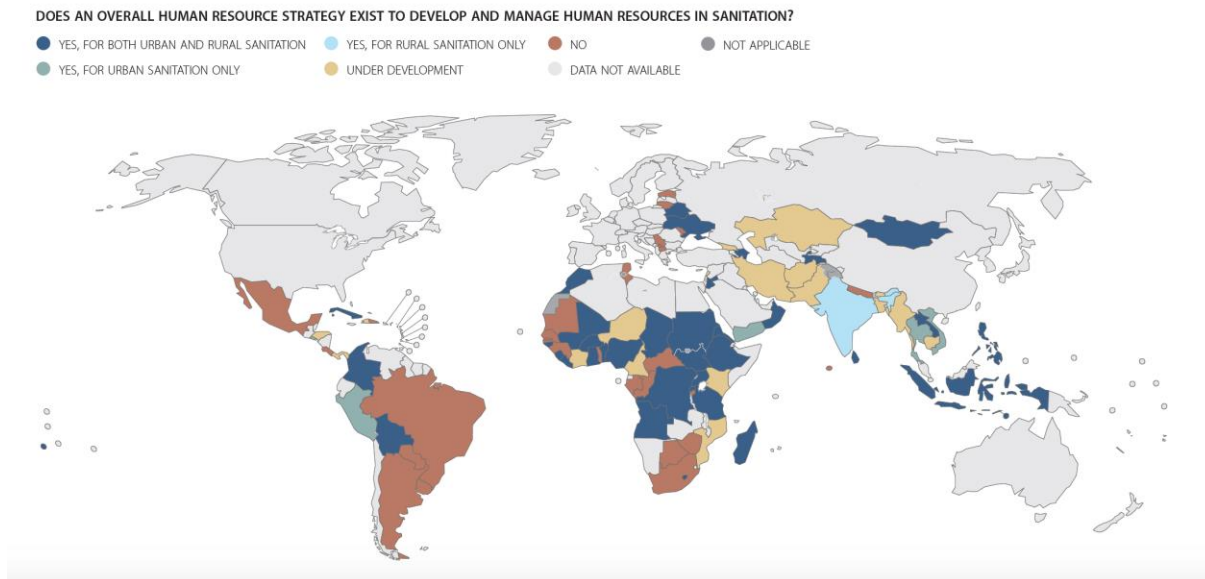 DOES AN OVERALL HUMAN RESOURCE STRATEGY EXIST TO DEVELOP AND MANAGE HUMAN RESOURCES IN SANITATION?
YES, FOR BOTH URBAN AND RURAL SANITATION YES, FOR RURAL SANITATION ONLY NO NOT APPLICABLE
YES, FOR URBAN SANITATION ONLY UNDER DEVELOPMENT DATA NOT AVAILABLE